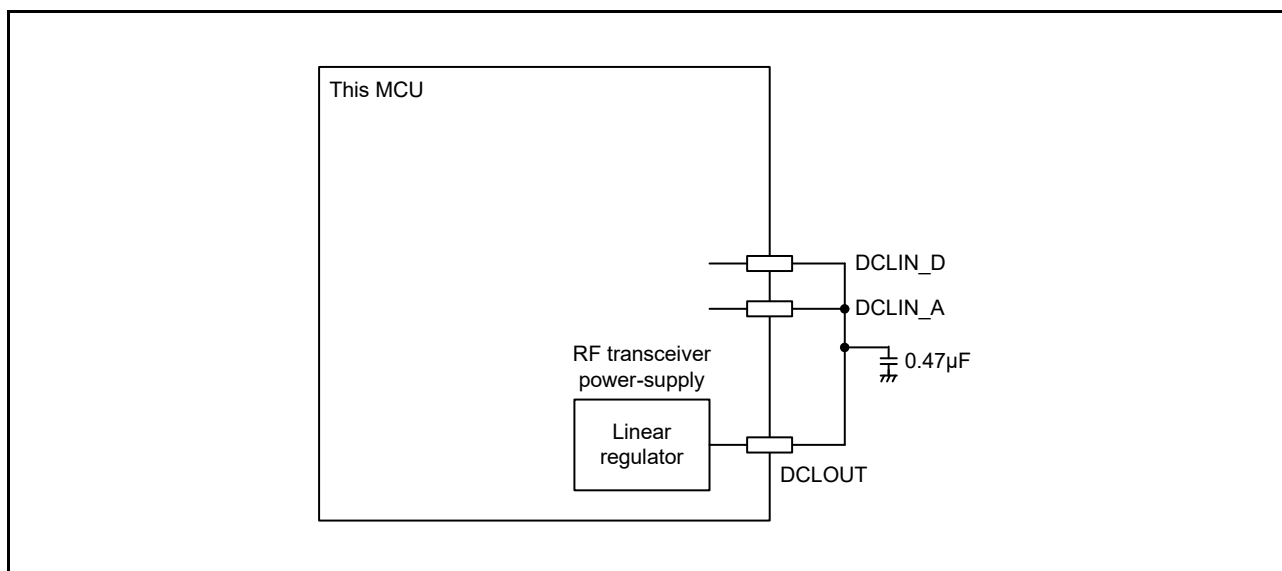 This MCU
DCLIN_D
DCLIN_A
0.47µF
RF transceiver
power-supply
Linear
regulator
DCLOUT